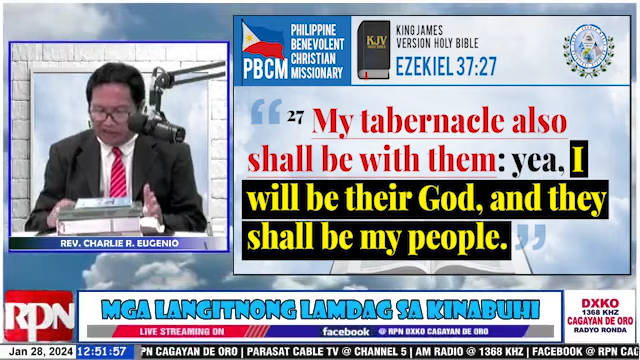 PHILIPPINE
BENEVOLENT
CHRISTIAN
MISSIONARY
PBCM
KJV
KING JAMES
VERSION HOLY BIBLE
EZEKIEL 37:27
“ 27 My tabernacle also
shall be with them: yea, I
will be their God, and they
shall be my people. ”
REV. CHARLIE R. EUGENIO
RPN
MGA LANGITNONG LAMDAG SA KINABUHI
LIVE STREAMING ON facebook @ RPN DXKO CAGAYAN DE ORO
DXKO
1368 KHZ
CAGAYAN DE ORO
RADYO RONDA
Jan 28, 2024 12:51:57 PN CAGAYAN DE ORO | PARASAT CABLE TV @ CHANNEL 5 | AM RADIO @ 1368 KHZ | FACEBOOK @ RPN DXKO CAG